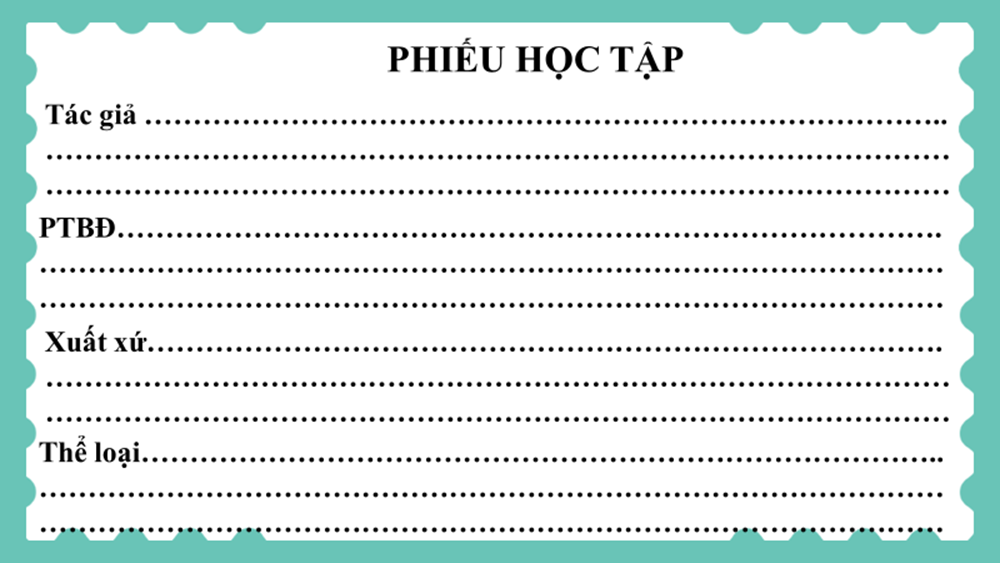 PHIẾU HỌC TẬP
Tác giả ………………………………………………………………………..
…………………………………………………………………………………
…………………………………………………………………………………
PTBĐ………………………………………………………………………….
…………………………………………………………………………………
…………………………………………………………………………………
Xuất xứ……………………………………………………………………….
…………………………………………………………………………………
…………………………………………………………………………………
Thể loại………………………………………………………………………..
…………………………………………………………………………………
…………………………………………………………………………………